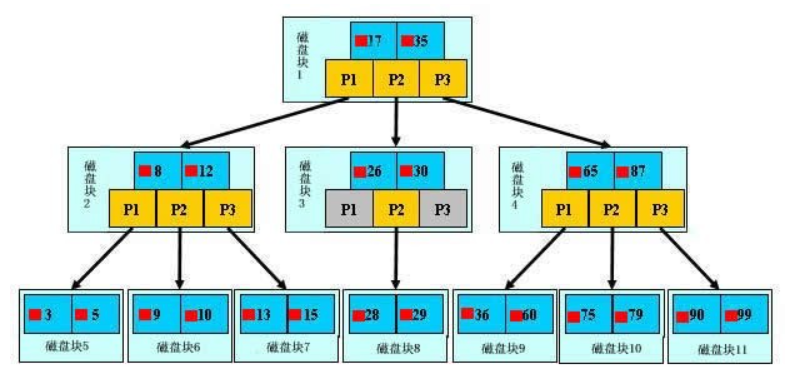 磁盘块1
17 35
P1 P2 P3
磁盘块2
8 12
P1 P2 P3
磁盘块3
26 30
P1 P2 P3
磁盘块4
65 87
P1 P2 P3
3 5
磁盘块5
9 10
磁盘块6
13 15
磁盘块7
28 29
磁盘块8
36 60
磁盘块9
75 79
磁盘块10
90 99
磁盘块11